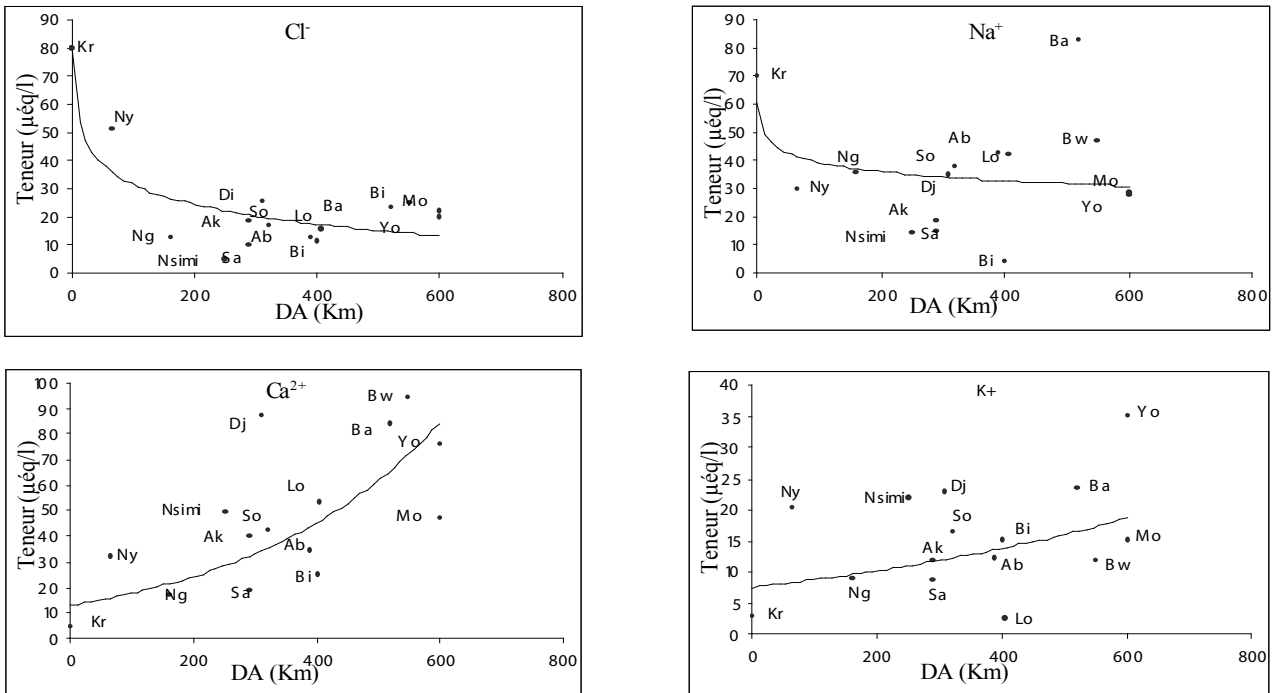 Cl-
Teneur (µéq/l)
90
80
70
60
50
40
30
20
10
0
Kr
Ny
Ng
Nsimi
Di
So
Ak
Sa
Ab
Lo
Ba
Bi
Bi
Mo
Yo
0 200 400 600 800
DA (Km)
Na+
Teneur (µéq/l)
90
80
70
60
50
40
30
20
10
0
Kr
Ba
Ab
Bw
Ng
So
Lo
Ny
Dj
Mo
Ak
Yo
Nsimi
Sa
Bi
0 200 400 600 800
DA (Km)
Ca2+
Teneur (µéq/l)
100
90
80
70
60
50
40
30
20
10
0
Bw
Dj
Ba
Yo
Lo
Nsimi
So
Mo
Ak
Ab
Ny
Bi
Ng
Sa
Kr
0 200 400 600 800
DA (Km)
K+
Teneur (µéq/l)
40
35
30
25
20
15
10
5
0
Yo
Ny
Nsimi
Dj
Ba
So
Bi
Mo
Ak
Ab
Bw
Ng
Sa
Kr
Lo
0 200 400 600 800
DA (Km)